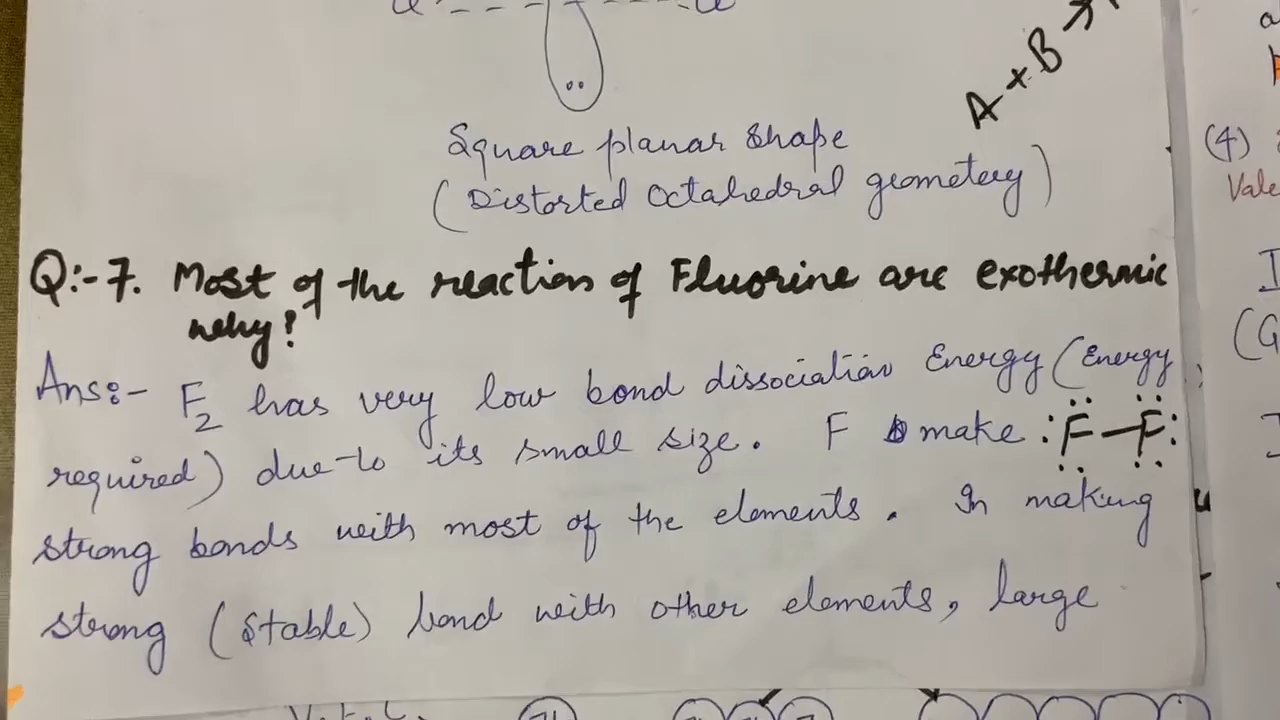 Square planar shape
(Distorted Octahedral geometery)
A + B →
(4)
Vale
Q:-7. Most of the reaction of Fluorine are exothermic
why?
Ans:- F2 has very low bond dissociation Energy (Energy
required) due to its small size. F make :F̤̈—F̤̈:
strong bonds with most of the elements. In making
strong (stable) bond with other elements, large